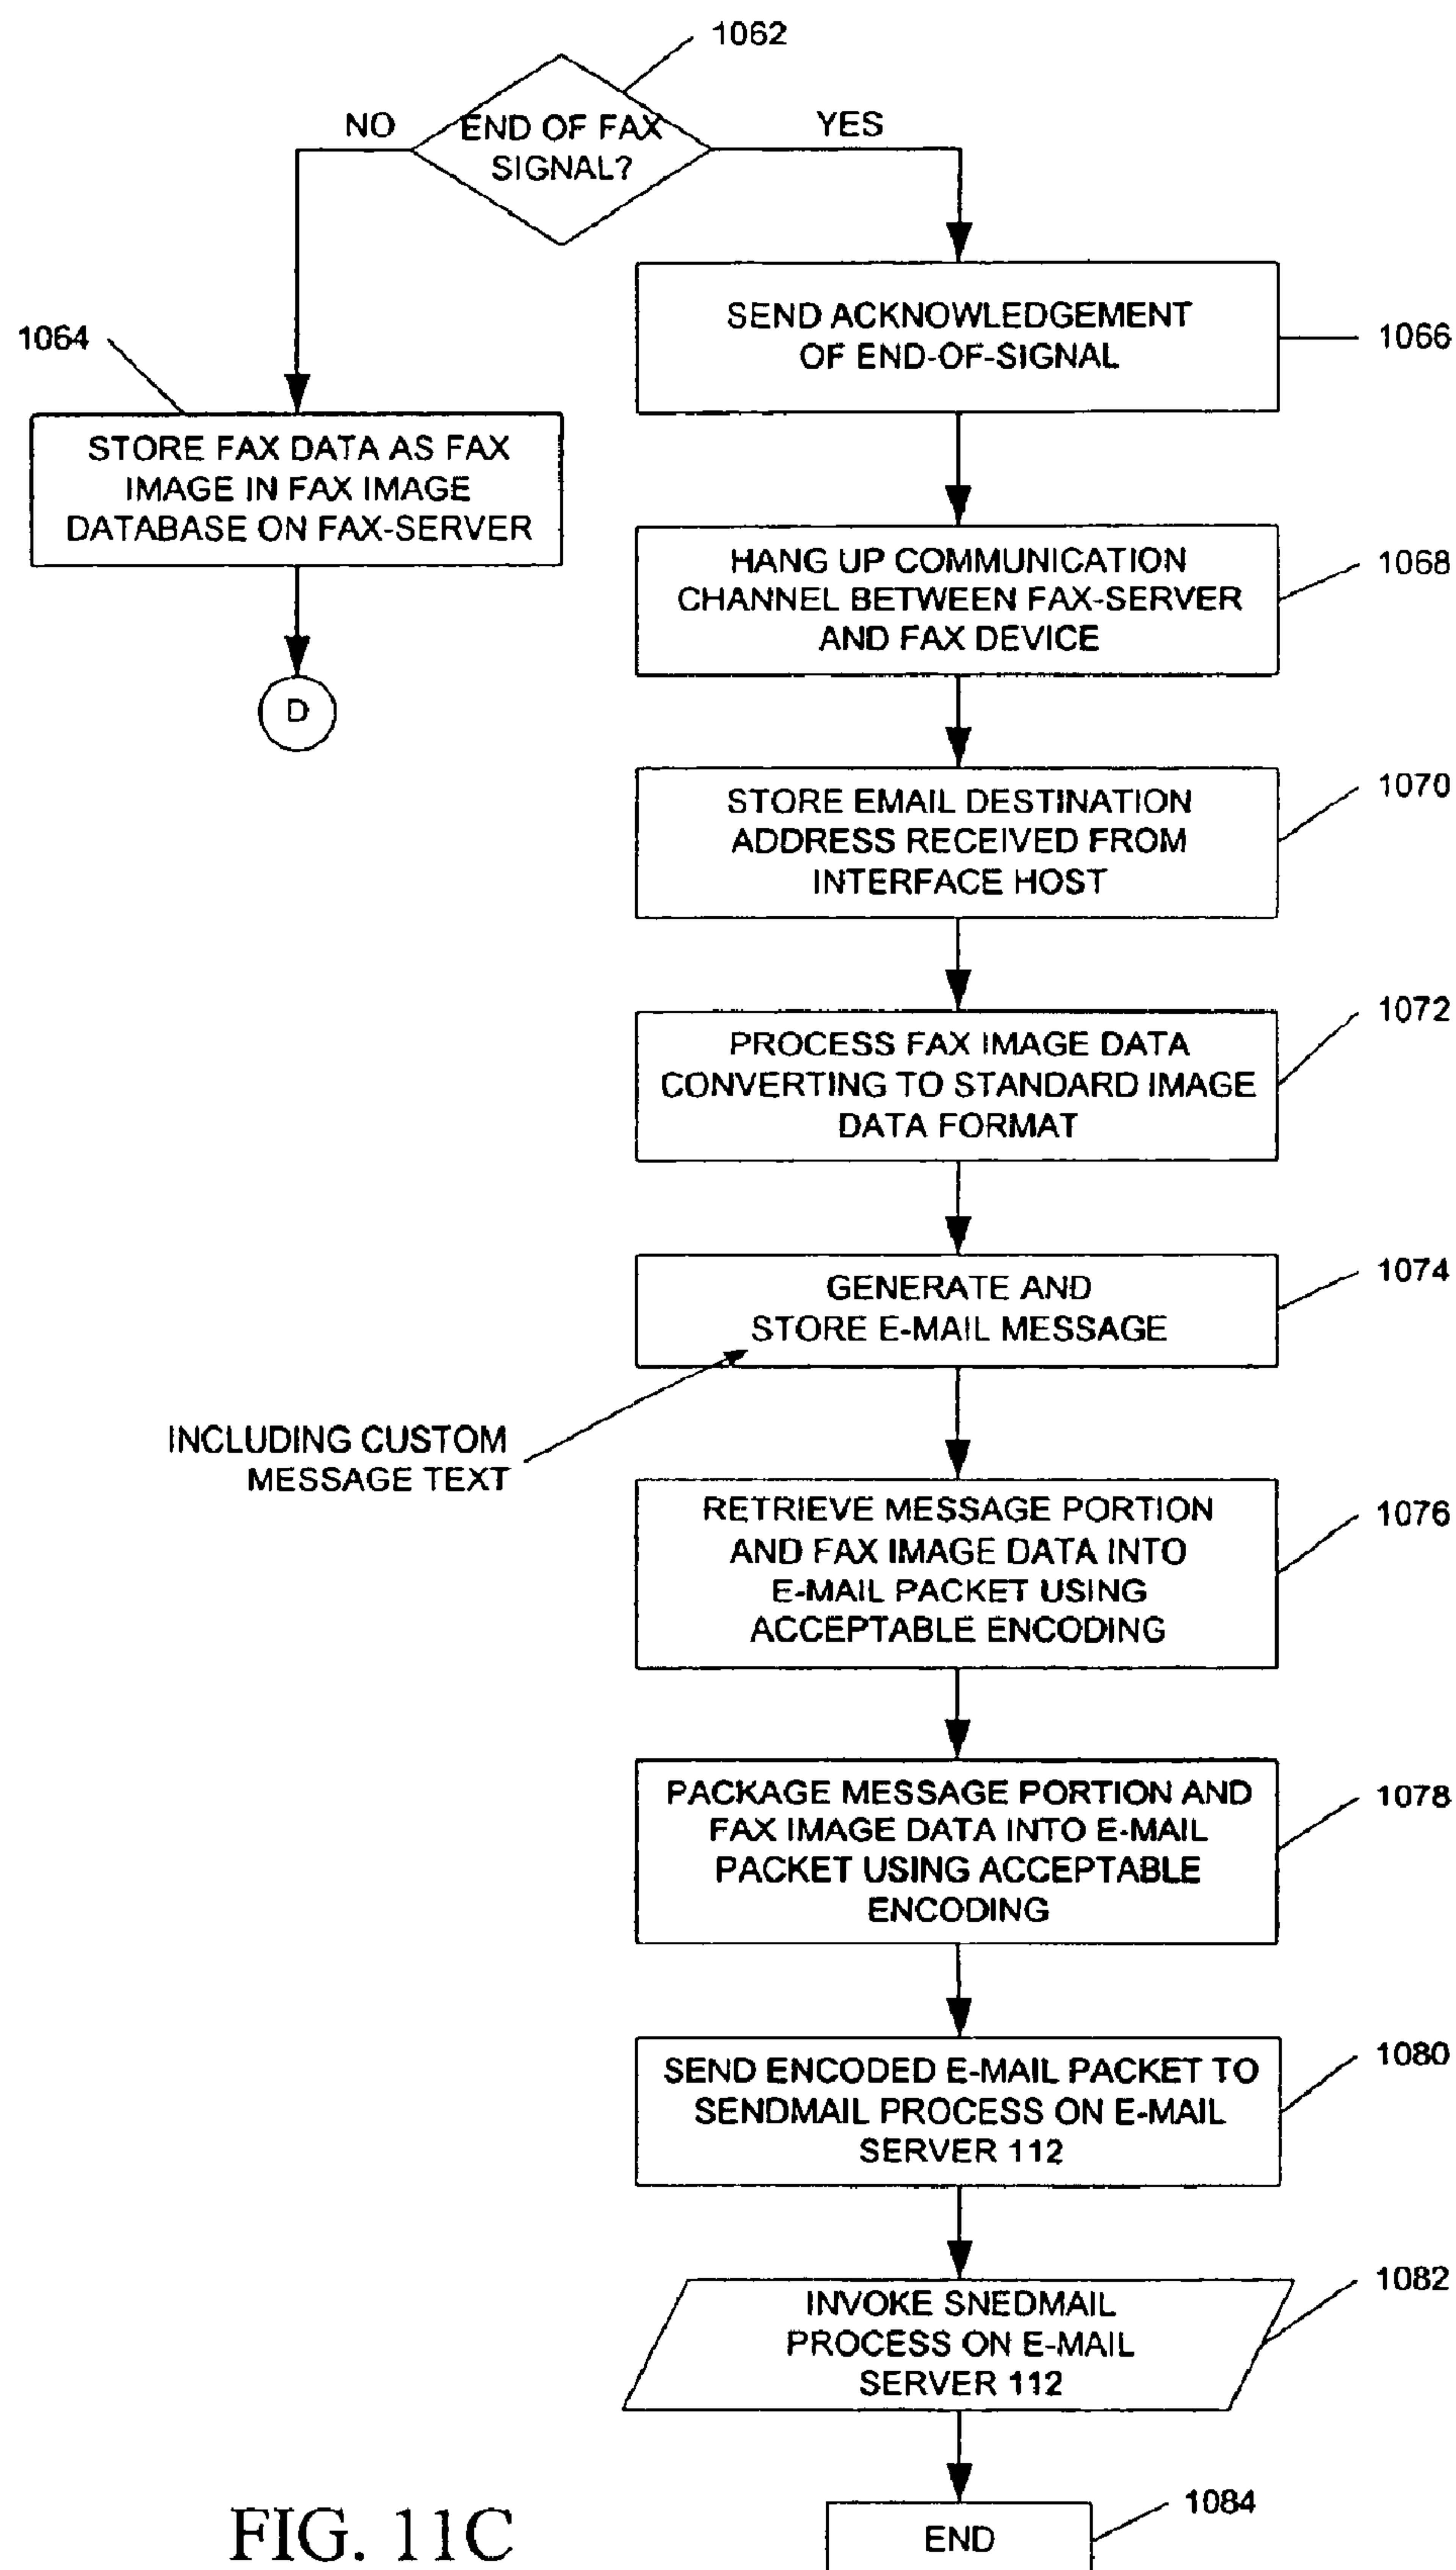 1062
NO
END OF FAX
SIGNAL?
YES
1064
STORE FAX DATA AS FAX
IMAGE IN FAX IMAGE
DATABASE ON FAX-SERVER
D
SEND ACKNOWLEDGEMENT
OF END-OF-SIGNAL
1066
HANG UP COMMUNICATION
CHANNEL BETWEEN FAX-SERVER
AND FAX DEVICE
1068
STORE EMAIL DESTINATION
ADDRESS RECEIVED FROM
INTERFACE HOST
1070
PROCESS FAX IMAGE DATA
CONVERTING TO STANDARD IMAGE
DATA FORMAT
1072
GENERATE AND
STORE E-MAIL MESSAGE
1074
INCLUDING CUSTOM
MESSAGE TEXT
RETRIEVE MESSAGE PORTION
AND FAX IMAGE DATA INTO
E-MAIL PACKET USING
ACCEPTABLE ENCODING
1076
PACKAGE MESSAGE PORTION AND
FAX IMAGE DATA INTO E-MAIL
PACKET USING ACCEPTABLE
ENCODING
1078
SEND ENCODED E-MAIL PACKET TO
SENDMAIL PROCESS ON E-MAIL
SERVER 112
1080
INVOKE SNEDMAIL
PROCESS ON E-MAIL
SERVER 112
1082
END
1084
FIG. 11C